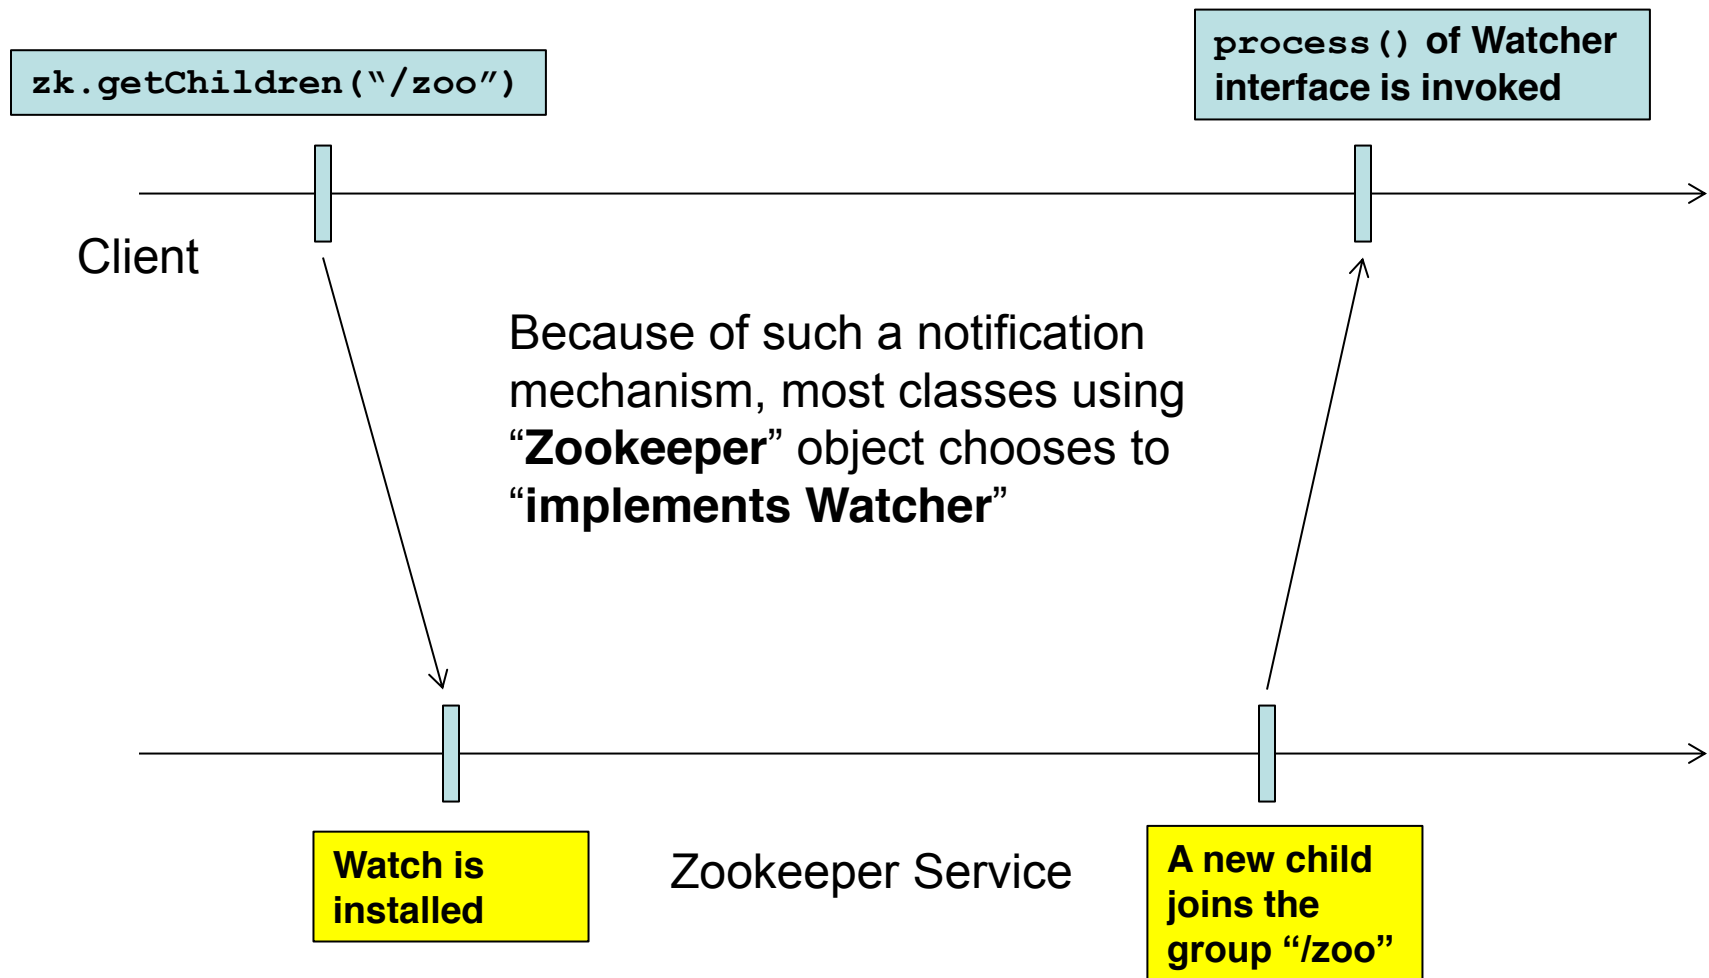 zk.getChildren(“/zoo”)
process() of Watcher
interface is invoked
Client
Because of such a notification
mechanism, most classes using
“Zookeeper” object chooses to
“implements Watcher”
Watch is
installed
Zookeeper Service
A new child
joins the
group “/zoo”